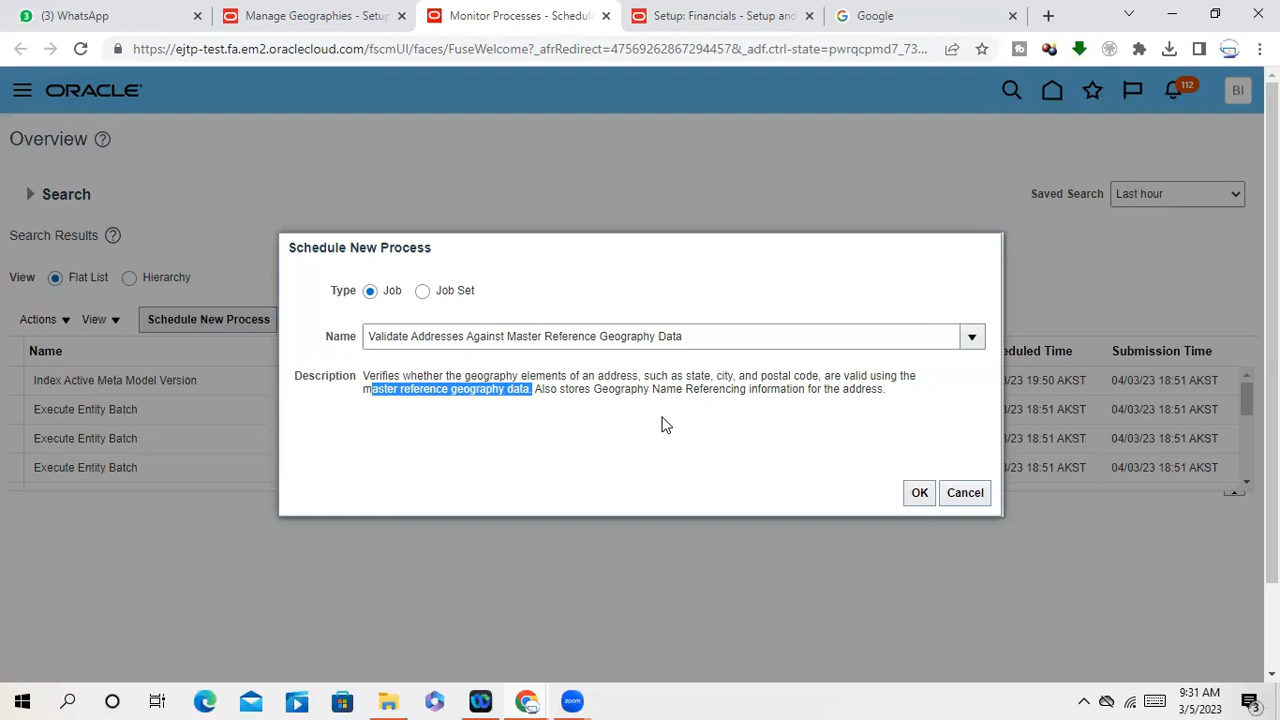 (3) WhatsApp
Manage Geographies - Setup
Monitor Processes - Schedule
Setup: Financials - Setup and
Google
https://ejtp-test.fa.em2.oraclecloud.com/fscmUI/faces/FuseWelcome?_afrRedirect=4756926286729445​7&_adf.ctrl-state=pwrqcpmd7_73...
ORACLE
112
BI
Overview
Search
Saved Search
Last hour
Search Results
View
Flat List
Hierarchy
Actions
View
Schedule New Process
Name
eduled Time
Submission Time
Index Active Meta Model Version
/03/23 19:50 AKST
04/03/23 19:50 AKST
Execute Entity Batch
/3/23 18:51 AKST
04/03/23 18:51 AKST
Execute Entity Batch
/3/23 18:51 AKST
04/03/23 18:51 AKST
Execute Entity Batch
/3/23 18:51 AKST
04/03/23 18:51 AKST
Schedule New Process
Type
Job
Job Set
Name
Validate Addresses Against Master Reference Geography Data
Description
Verifies whether the geography elements of an address, such as state, city, and postal code, are valid using the
master reference geography data. Also stores Geography Name Referencing information for the address.
OK
Cancel
zoom
9:31 AM
3/5/2023
3